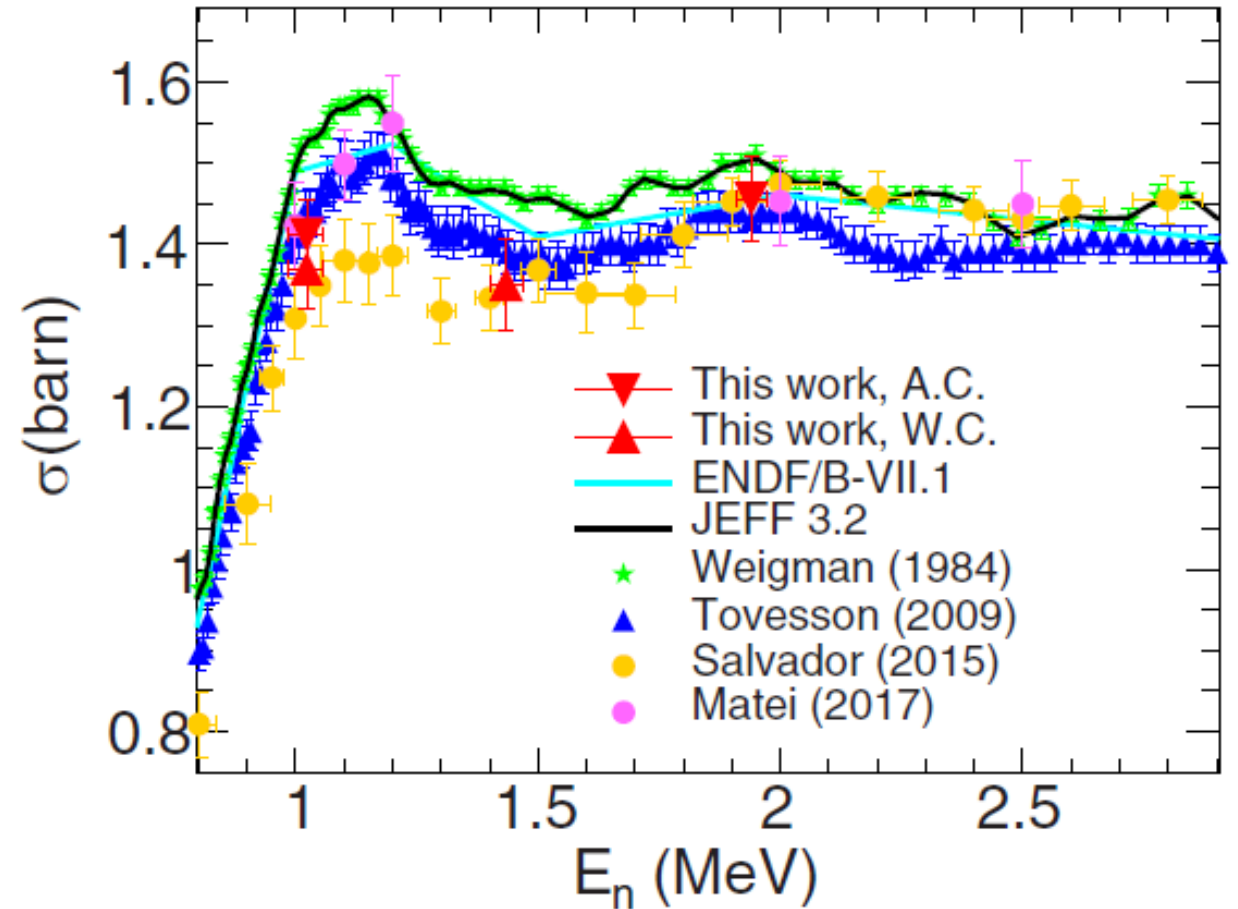 σ(barn)
1.6
1.4
1.2
1
0.8
This work, A.C.
This work, W.C.
ENDF/B-VII.1
JEFF 3.2
Weigman (1984)
Tovesson (2009)
Salvador (2015)
Matei (2017)
1 1.5 2 2.5
Eₙ (MeV)